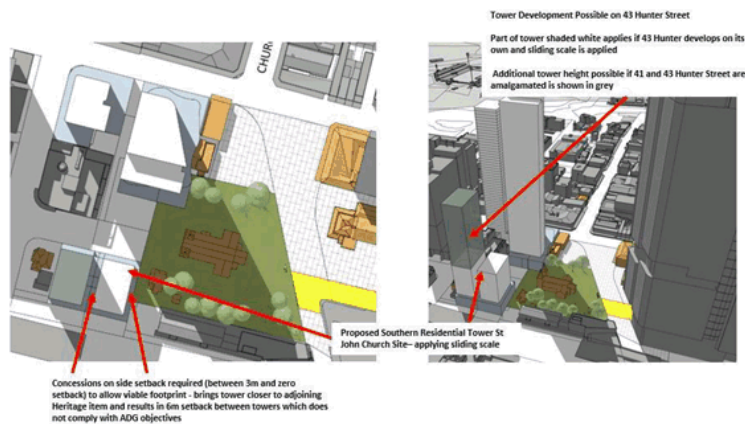 Tower Development Possible on 43 Hunter Street
Part of tower shaded white applies if 43 Hunter develops on its
own and sliding scale is applied
Additional tower height possible if 41 and 43 Hunter Street are
amalgamated is shown in grey
CHUR
Proposed Southern Residential Tower St
John Church Site– applying sliding scale
Concessions on side setback required (between 3m and zero
setback) to allow viable footprint - brings tower closer to adjoining
Heritage item and results in 6m setback between towers which does
not comply with ADG objectives